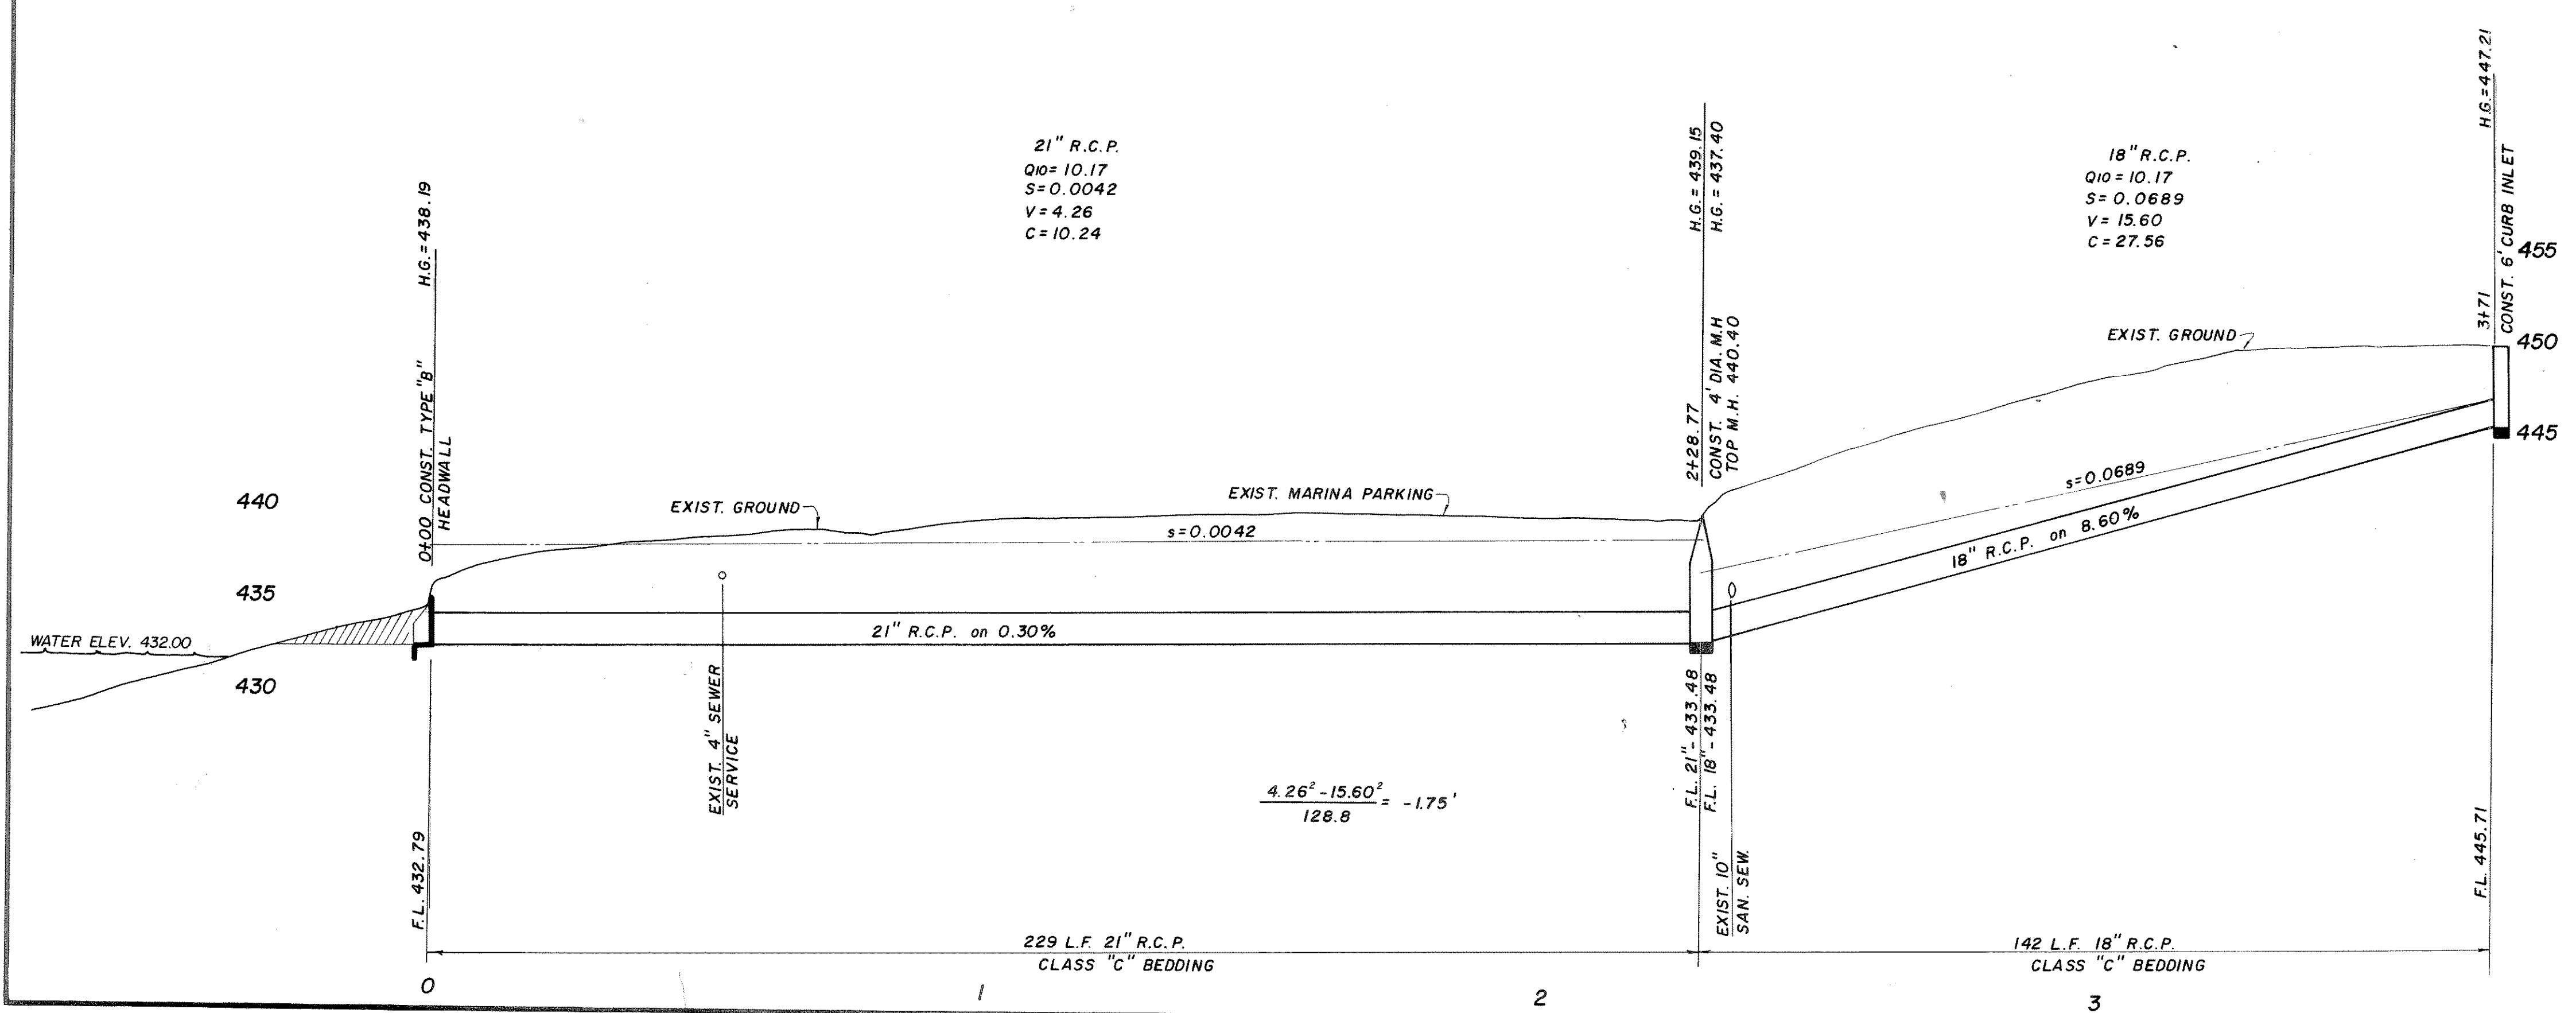 H.G.=438.19
0+00 CONST. TYPE "B"
HEADWALL
21" R.C.P.
Q10= 10.17
S=0.0042
V= 4.26
C=10.24
H.G.= 439.15
H.G. = 437.40
2+28.77
CONST. 4' DIA. M.H
TOP M.H. 440.40
18" R.C.P.
Q10 = 10.17
S= 0.0689
V= 15.60
C= 27.56
H.G.=447.21
3+71
CONST. 6' CURB INLET
455
450
445
EXIST. GROUND
440
435
430
WATER ELEV. 432.00
EXIST. GROUND
EXIST. MARINA PARKING
s=0.0042
s=0.0689
18" R.C.P. on 8.60%
21" R.C.P. on 0.30%
EXIST. 4" SEWER
SERVICE
4.26² -15.60²
128.8
= -1.75'
F.L. 21"- 433.48
F.L. 18"- 433.48
EXIST. 10"
SAN. SEW.
F.L. 432.79
F.L. 445.71
229 L.F. 21" R.C.P.
CLASS "C" BEDDING
142 L.F. 18" R.C.P.
CLASS "C" BEDDING
0
1
2
3